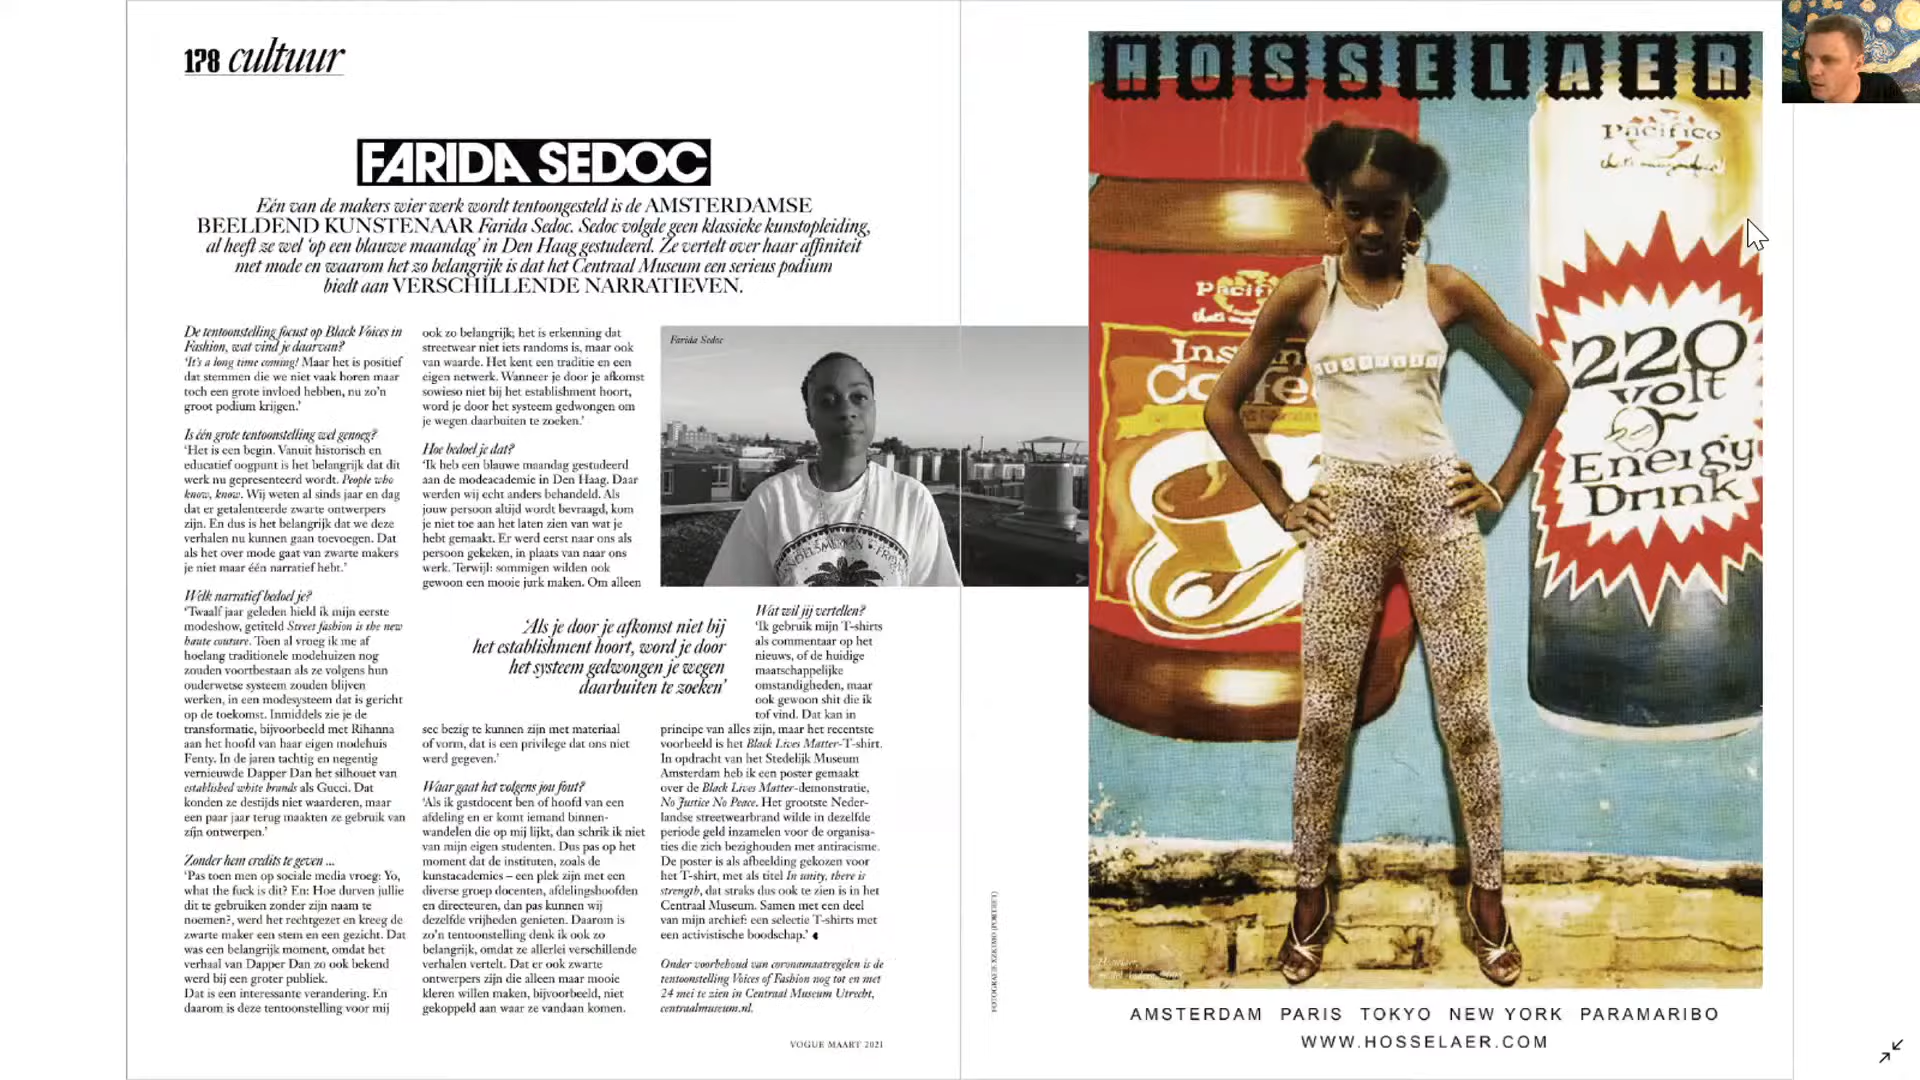 178 cultuur
FARIDA SEDOC
Eén van de makers wier werk wordt tentoongesteld is de AMSTERDAMSE
BEELDEND KUNSTENAAR Farida Sedoc. Sedoc volgde geen klassieke kunstopleiding,
al heeft ze wel ‘op een blauwe maandag’ in Den Haag gestudeerd. Ze vertelt over haar affiniteit
met mode en waarom het zo belangrijk is dat het Centraal Museum een serieus podium
biedt aan VERSCHILLENDE NARRATIEVEN.
De tentoonstelling focust op Black Voices in
Fashion, wat vind je daarvan?
‘It’s a long time coming! Maar het is positief
dat stemmen die we niet vaak horen maar
toch een grote invloed hebben, nu zo’n
groot podium krijgen.’
Is één grote tentoonstelling wel genoeg?
‘Het is een begin. Vanuit historisch en
educatief oogpunt is het belangrijk dat dit
werk nu gepresenteerd wordt. People who
know, know. Wij weten al sinds jaar en dag
dat er getalenteerde zwarte ontwerpers
zijn. En dus is het belangrijk dat we deze
verhalen nu kunnen gaan toevoegen. Dat
als het over mode gaat van zwarte makers
je niet maar één narratief hebt.’
Welk narratief bedoel je?
‘Twaalf jaar geleden hield ik mijn eerste
modeshow, getiteld Street fashion is the new
haute couture. Toen al vroeg ik me af
hoelang traditionele modehuizen nog
zouden voortbestaan als ze volgens hun
ouderwetse systeem zouden blijven
werken, in een modesysteem dat is gericht
op de toekomst. Inmiddels zie je de
transformatie, bijvoorbeeld met Rihanna
aan het hoofd van haar eigen modehuis
Fenty. In de jaren tachtig en negentig
vernieuwde Dapper Dan het silhouet van
established white brands als Gucci. Dat
konden ze destijds niet waarderen, maar
een paar jaar terug maakten ze gebruik van
zíjn ontwerpen.’
Zonder hem credits te geven ...
‘Pas toen men op sociale media vroeg: Yo,
what the fuck is dit? En: Hoe durven jullie
dit te gebruiken zonder zijn naam te
noemen?, werd het rechtgezet en kreeg de
zwarte maker een stem en een gezicht. Dat
was een belangrijk moment, omdat het
verhaal van Dapper Dan zo ook bekend
werd bij een groter publiek.
Dat is een interessante verandering. En
daarom is deze tentoonstelling voor mij
ook zo belangrijk; het is erkenning dat
streetwear niet iets randoms is, maar ook
van waarde. Het kent een traditie en een
eigen netwerk. Wanneer je door je afkomst
sowieso niet bij het establishment hoort,
word je door het systeem gedwongen om
je wegen daarbuiten te zoeken.’
Hoe bedoel je dat?
‘Ik heb een blauwe maandag gestudeerd
aan de modeacademie in Den Haag. Daar
werden wij echt anders behandeld. Als
jouw persoon altijd wordt bevraagd, kom
je niet toe aan het laten zien van wat je
hebt gemaakt. Er werd eerst naar ons als
persoon gekeken, in plaats van naar ons
werk. Terwijl: sommigen wilden ook
gewoon een mooie jurk maken. Om alleen
‘Als je door je afkomst niet bij
het establishment hoort, word je door
het systeem gedwongen je wegen
daarbuiten te zoeken’
see bezig te kunnen zijn met materiaal
of vorm, dat is een privilege dat ons niet
werd gegeven.’
Waar gaat het volgens jou fout?
‘Als ik gastdocent ben of hoofd van een
afdeling en er komt iemand binnen-
wandelen die op mij lijkt, dan schrik ik niet
van mijn eigen studenten. Dus pas op het
moment dat de instituten, zoals de
kunstacademies – een plek zijn met een
diverse groep docenten, afdelingshoofden
en directeuren, dan pas kunnen wij
dezelfde vrijheden genieten. Daarom is
zo’n tentoonstelling denk ik ook zo
belangrijk, omdat ze allerlei verschillende
verhalen vertelt. Dat er ook zwarte
ontwerpers zijn die alleen maar mooie
kleren willen maken, bijvoorbeeld, niet
gekoppeld aan waar ze vandaan komen.
Farida Sedoc
Wat wil jij vertellen?
‘Ik gebruik mijn T-shirts
als commentaar op het
nieuws, of de huidige
maatschappelijke
omstandigheden, maar
ook gewoon shit die ik
tof vind. Dat kan in
principe van alles zijn, maar het recentste
voorbeeld is het Black Lives Matter-T-shirt.
In opdracht van het Stedelijk Museum
Amsterdam heb ik een poster gemaakt
over de Black Lives Matter-demonstratie,
No Justice No Peace. Het grootste Neder-
landse streetwearbrand wilde in dezelfde
periode geld inzamelen voor de organisa-
ties die zich bezighouden met antiracisme.
De poster is als afbeelding gekozen voor
het T-shirt, met als titel In unity, there is
strength, dat straks dus ook te zien is in het
Centraal Museum. Samen met een deel
van mijn archief: een selectie T-shirts met
een activistische boodschap.’
Onder voorbehoud van coronamaatregelen is de
tentoonstelling Voices of Fashion nog tot en met
24 mei te zien in Centraal Museum Utrecht,
centraalmuseum.nl.
VOGUE MAART 2021
HOSSELAER
Pacifico
that's
Pacifi
Coffe
220
volt
Energy
Drink
AMSTERDAM PARIS TOKYO NEW YORK PARAMARIBO
WWW.HOSSELAER.COM